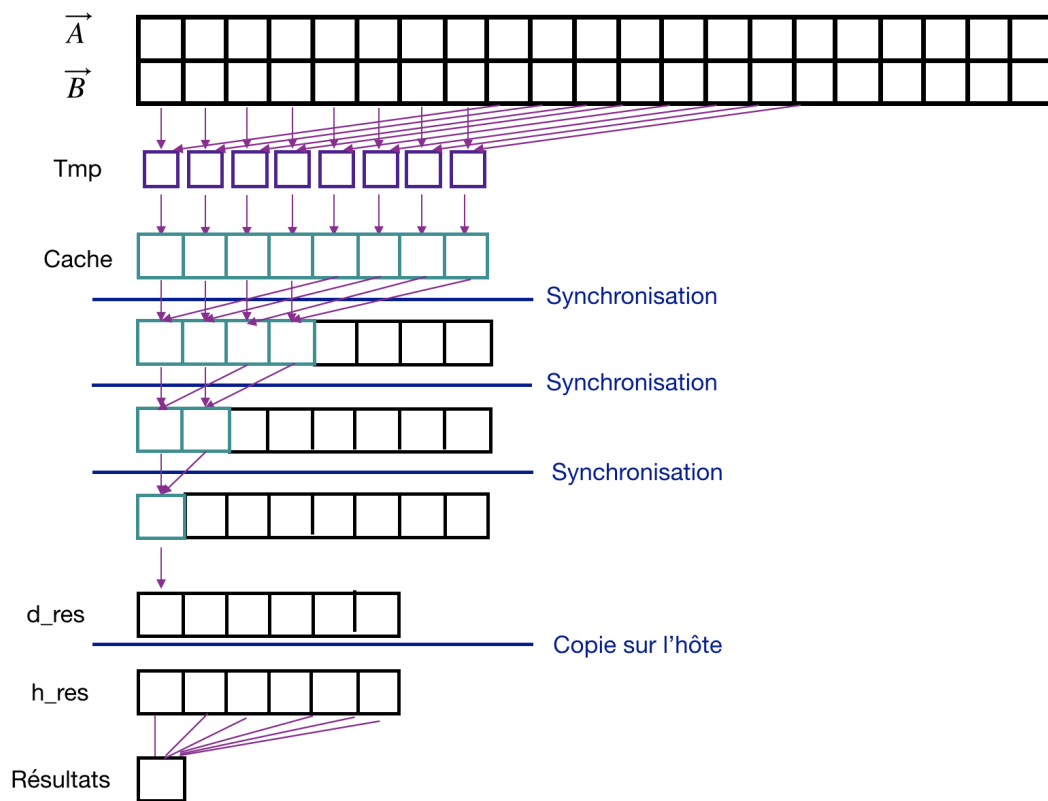 A
B
Tmp
Cache
Synchronisation
Synchronisation
Synchronisation
d_res
Copie sur l’hôte
h_res
Résultats